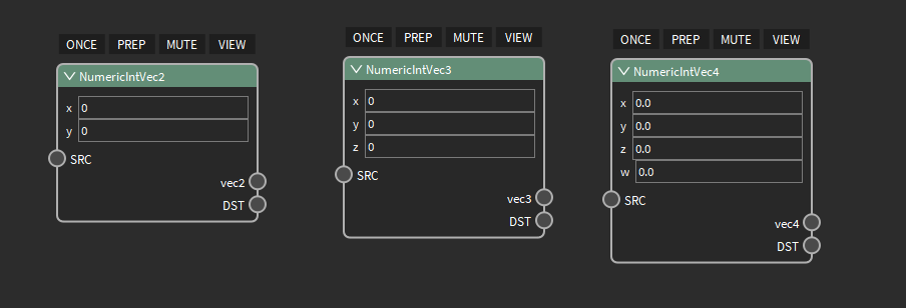 ONCE PREP MUTE VIEW
NumericIntVec2
x 0
y 0
SRC
vec2
DST
ONCE PREP MUTE VIEW
NumericIntVec3
x 0
y 0
z 0
SRC
vec3
DST
ONCE PREP MUTE VIEW
NumericIntVec4
x 0.0
y 0.0
z 0.0
w 0.0
SRC
vec4
DST